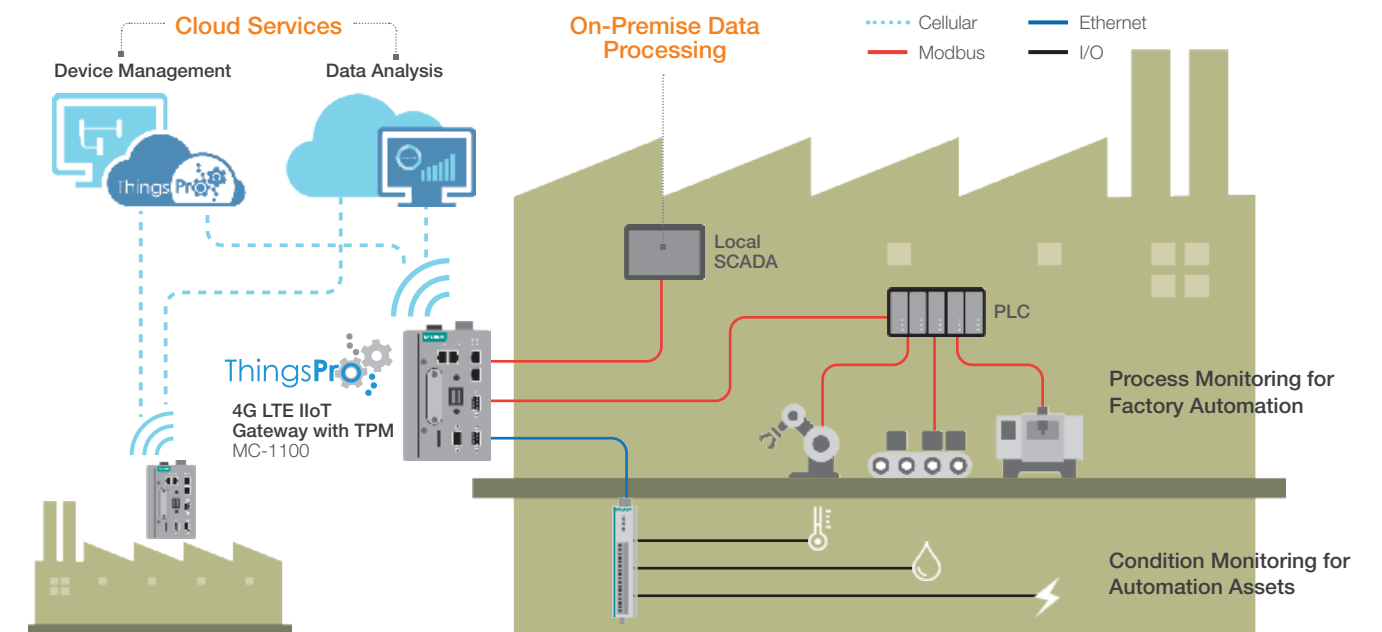 Cloud Services
Device Management
Data Analysis
ThingsPro
On-Premise Data
Processing
Cellular
Ethernet
Modbus
I/O
Local
SCADA
PLC
ThingsPro
4G LTE IIoT
Gateway with TPM
MC-1100
Process Monitoring for
Factory Automation
Condition Monitoring for
Automation Assets